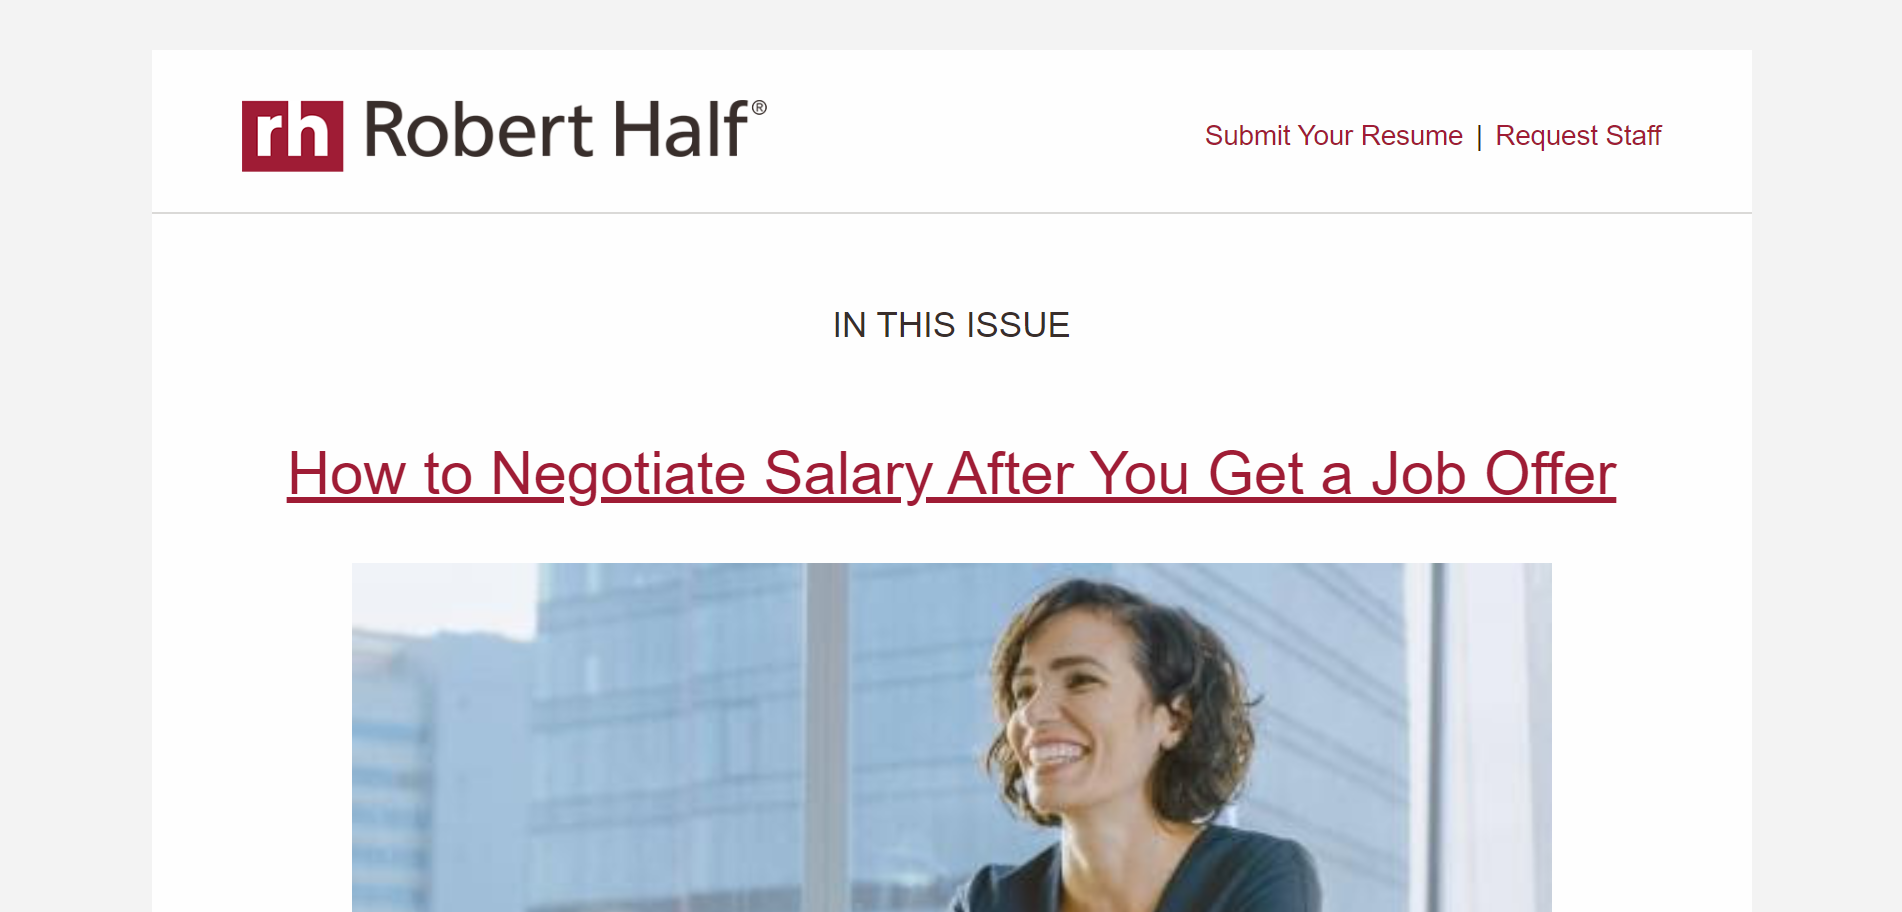 rh Robert Half®
Submit Your Resume | Request Staff
IN THIS ISSUE
How to Negotiate Salary After You Get a Job Offer